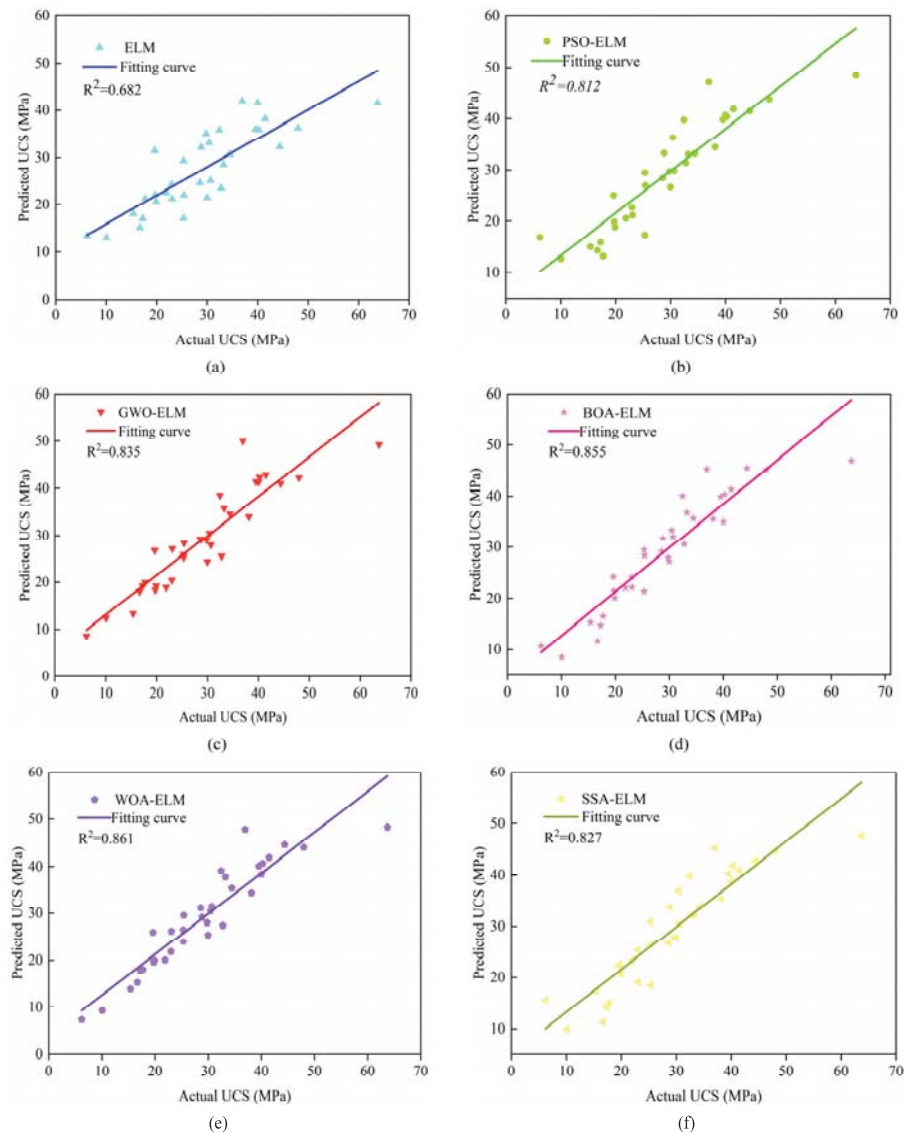 60
50
40
30
20
10
0
Predicted UCS (MPa)
ELM
Fitting curve
R²=0.682
0 10 20 30 40 50 60 70
Actual UCS (MPa)
(a)
60
50
40
30
20
10
Predicted UCS (MPa)
PSO-ELM
Fitting curve
R²=0.812
0 10 20 30 40 50 60 70
Actual UCS (MPa)
(b)
60
50
40
30
20
10
0
Predicted UCS (MPa)
GWO-ELM
Fitting curve
R²=0.835
0 10 20 30 40 50 60 70
Actual UCS (MPa)
(c)
60
50
40
30
20
10
Predicted UCS (MPa)
BOA-ELM
Fitting curve
R²=0.855
0 10 20 30 40 50 60 70
Actual UCS (MPa)
(d)
60
50
40
30
20
10
0
Predicted UCS (MPa)
WOA-ELM
Fitting curve
R²=0.861
0 10 20 30 40 50 60 70
Actual UCS (MPa)
(e)
60
50
40
30
20
10
Predicted UCS (MPa)
SSA-ELM
Fitting curve
R²=0.827
0 10 20 30 40 50 60 70
Actual UCS (MPa)
(f)